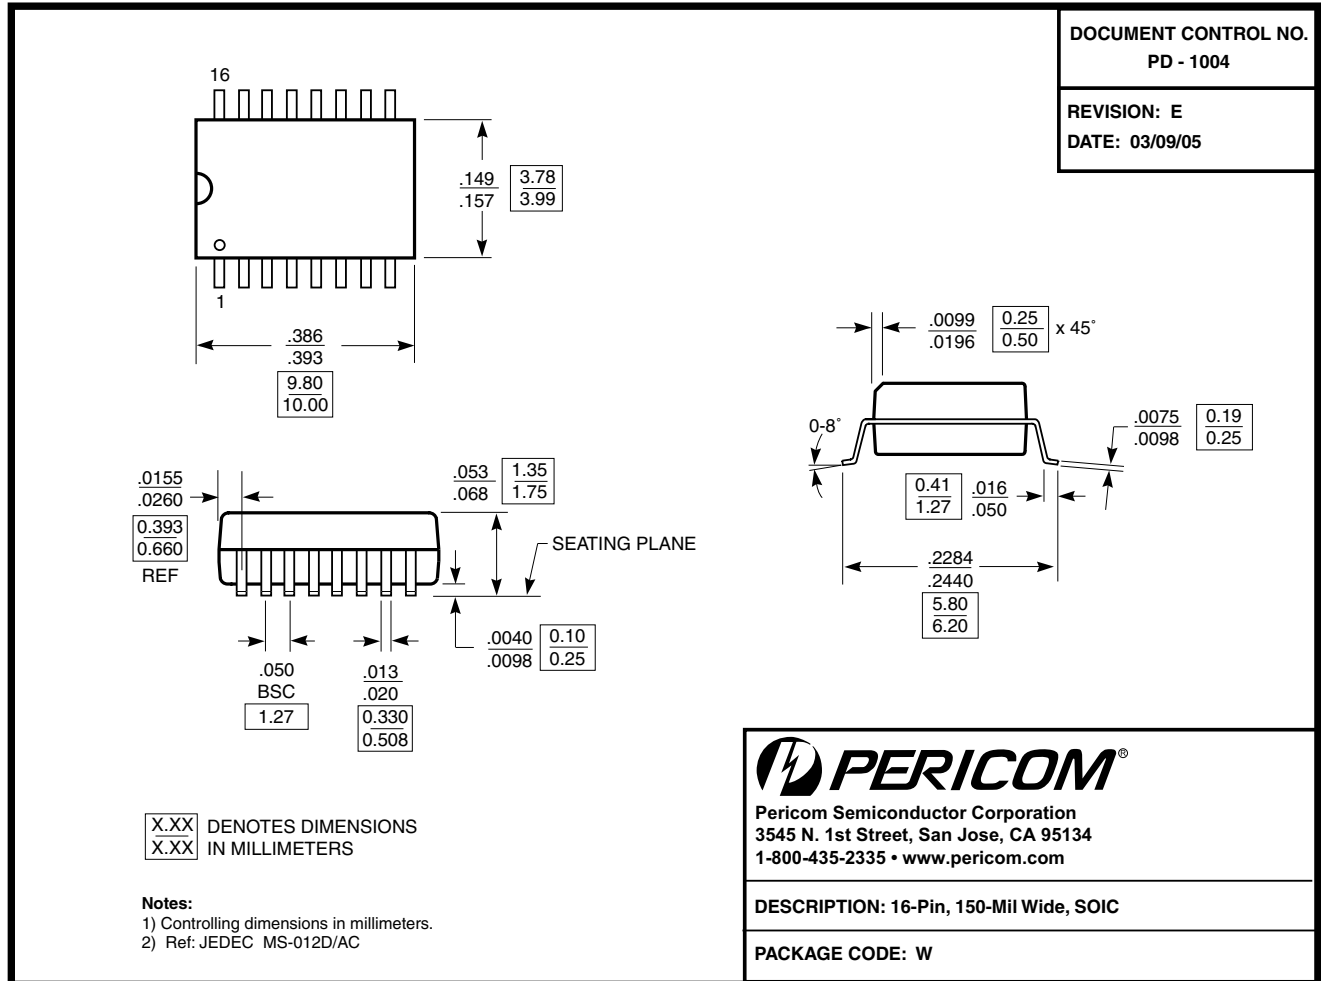 DOCUMENT CONTROL NO.
PD - 1004
REVISION: E
DATE: 03/09/05
16
.149
.157
3.78
3.99
1
.386
.393
9.80
10.00
.0099
.0196
0.25
0.50
x 45˚
0-8˚
.0075
.0098
0.19
0.25
0.41
1.27
.016
.050
.2284
.2440
5.80
6.20
.0155
.0260
0.393
0.660
REF
.053
.068
1.35
1.75
SEATING PLANE
.0040
.0098
0.10
0.25
.050
BSC
1.27
.013
.020
0.330
0.508
X.XX
X.XX
DENOTES DIMENSIONS
IN MILLIMETERS
Notes:
1) Controlling dimensions in millimeters.
2) Ref: JEDEC MS-012D/AC
PERICOM®
Pericom Semiconductor Corporation
3545 N. 1st Street, San Jose, CA 95134
1-800-435-2335 • www.pericom.com
DESCRIPTION: 16-Pin, 150-Mil Wide, SOIC
PACKAGE CODE: W